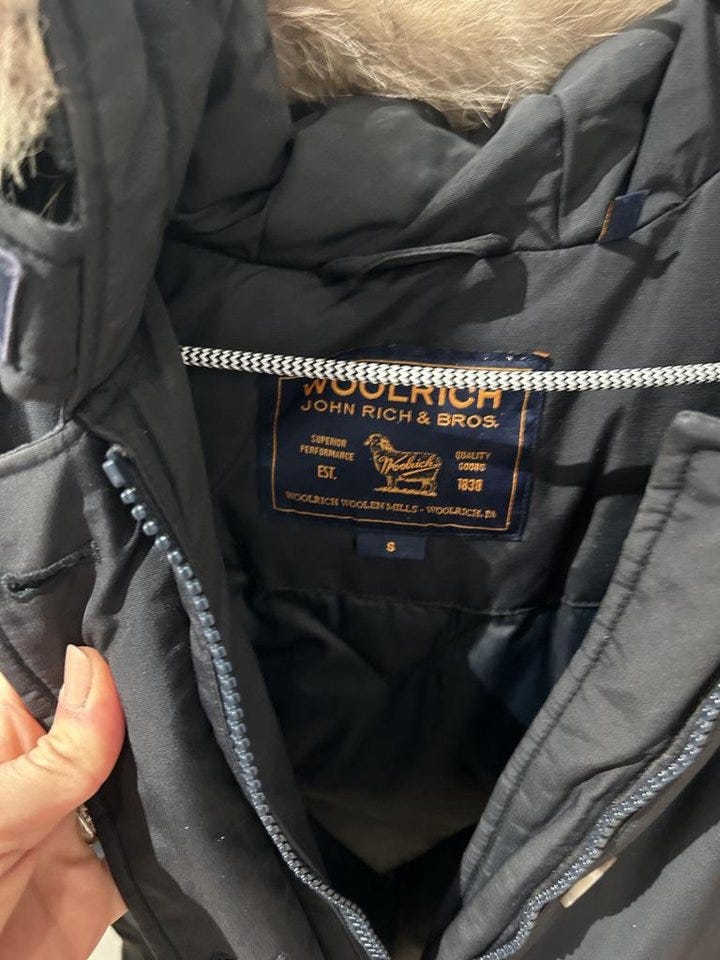 WOOLRICH
JOHN RICH & BROS.
SUPERIOR
PERFORMANCE
EST.
Woolrich
QUALITY
GOODS
1830
WOOLRICH WOOLEN MILLS - WOOLRICH, PA
S